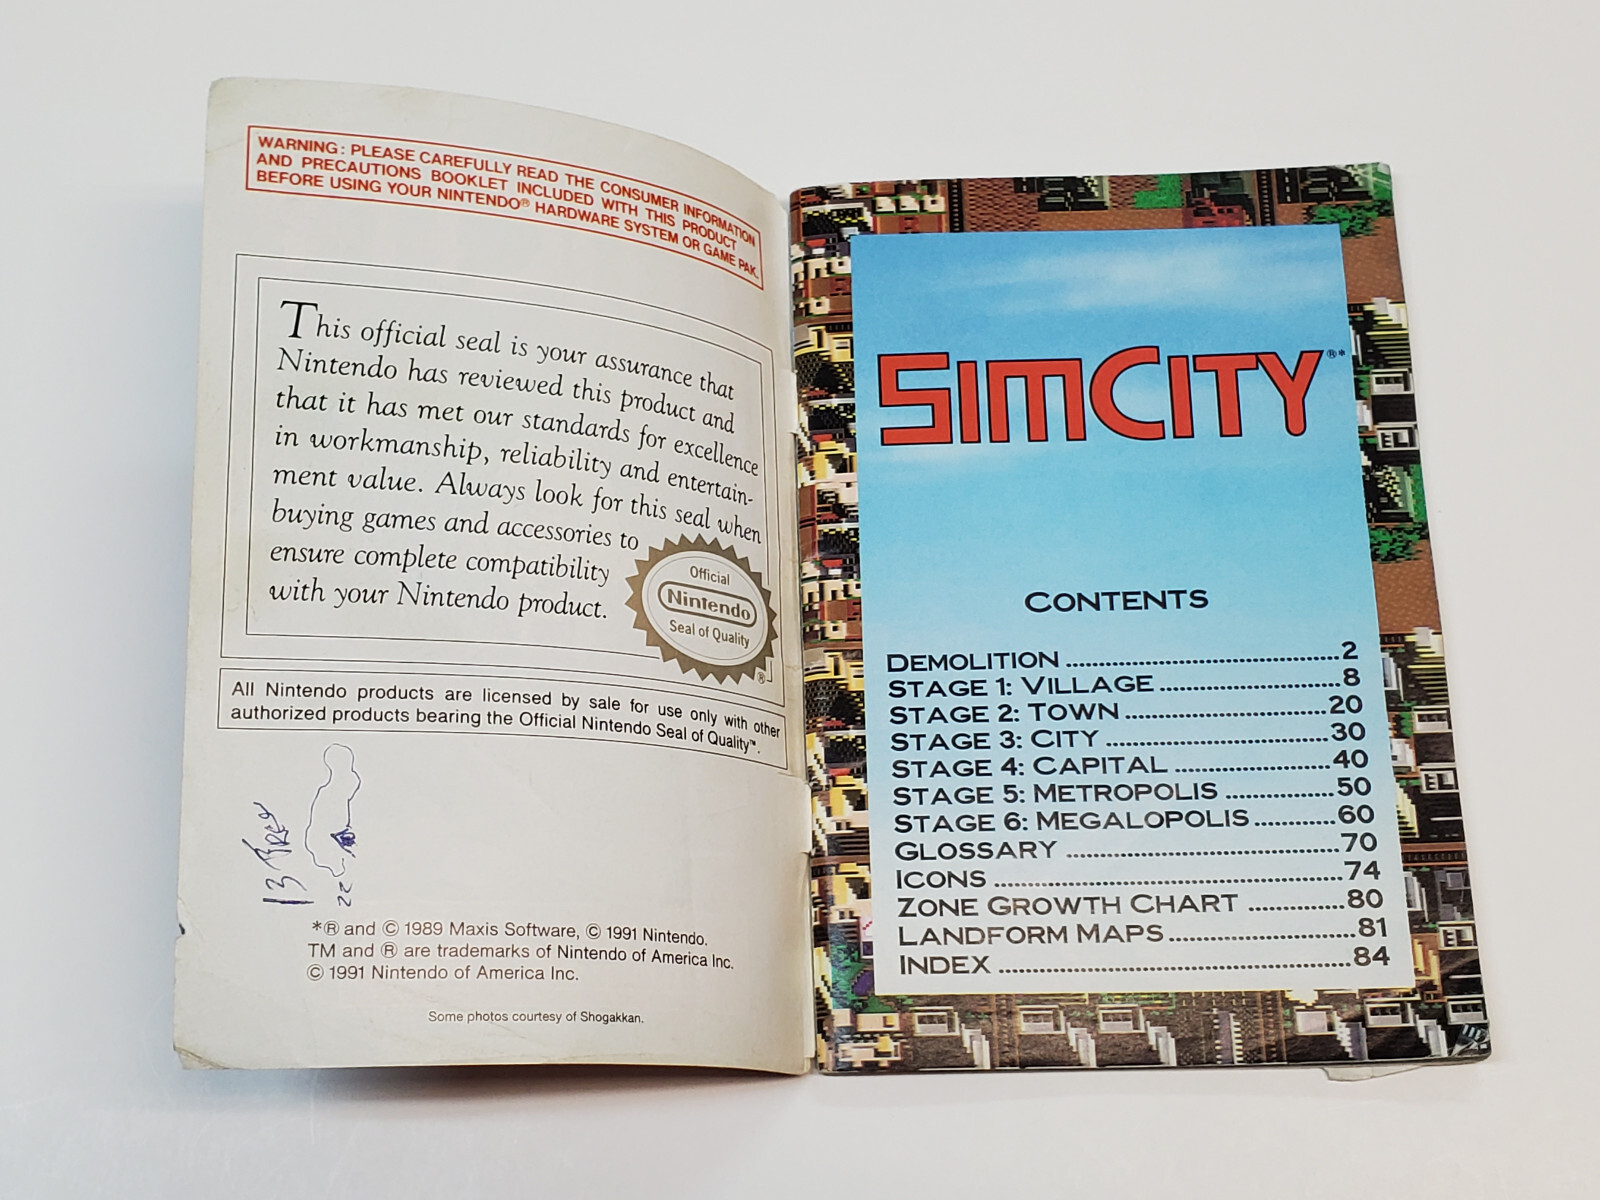 WARNING: PLEASE CAREFULLY READ THE CONSUMER INFORMATION
AND PRECAUTIONS BOOKLET INCLUDED WITH THIS PRODUCT
BEFORE USING YOUR NINTENDO® HARDWARE SYSTEM OR GAME PAK.
This official seal is your assurance that
Nintendo has reviewed this product and
that it has met our standards for excellence
in workmanship, reliability and entertain-
ment value. Always look for this seal when
buying games and accessories to
ensure complete compatibility
with your Nintendo product.
Official
Nintendo
Seal of Quality
®
All Nintendo products are licensed by sale for use only with other
authorized products bearing the Official Nintendo Seal of Quality™.
13
22
*® and © 1989 Maxis Software, © 1991 Nintendo.
TM and ® are trademarks of Nintendo of America Inc.
© 1991 Nintendo of America Inc.
Some photos courtesy of Shogakkan.
SIMCITY®*
CONTENTS
DEMOLITION ........................................ 2
STAGE 1: VILLAGE ........................... 8
STAGE 2: TOWN .............................. 20
STAGE 3: CITY ................................. 30
STAGE 4: CAPITAL ....................... 40
STAGE 5: METROPOLIS ................ 50
STAGE 6: MEGALOPOLIS ............ 60
GLOSSARY ........................................ 70
ICONS .................................................. 74
ZONE GROWTH CHART .............. 80
LANDFORM MAPS ........................... 81
INDEX ................................................... 84